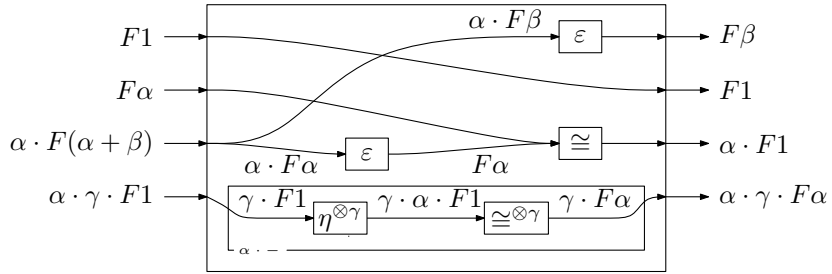 α · Fβ
F1 ε Fβ
Fα F1
α · F(α + β) ε ≅ α · F1
α · Fα Fα
α · γ · F1 γ · F1 γ · α · F1 γ · Fα α · γ · Fα
η^{⊗γ} ≅^{⊗γ}
α · −